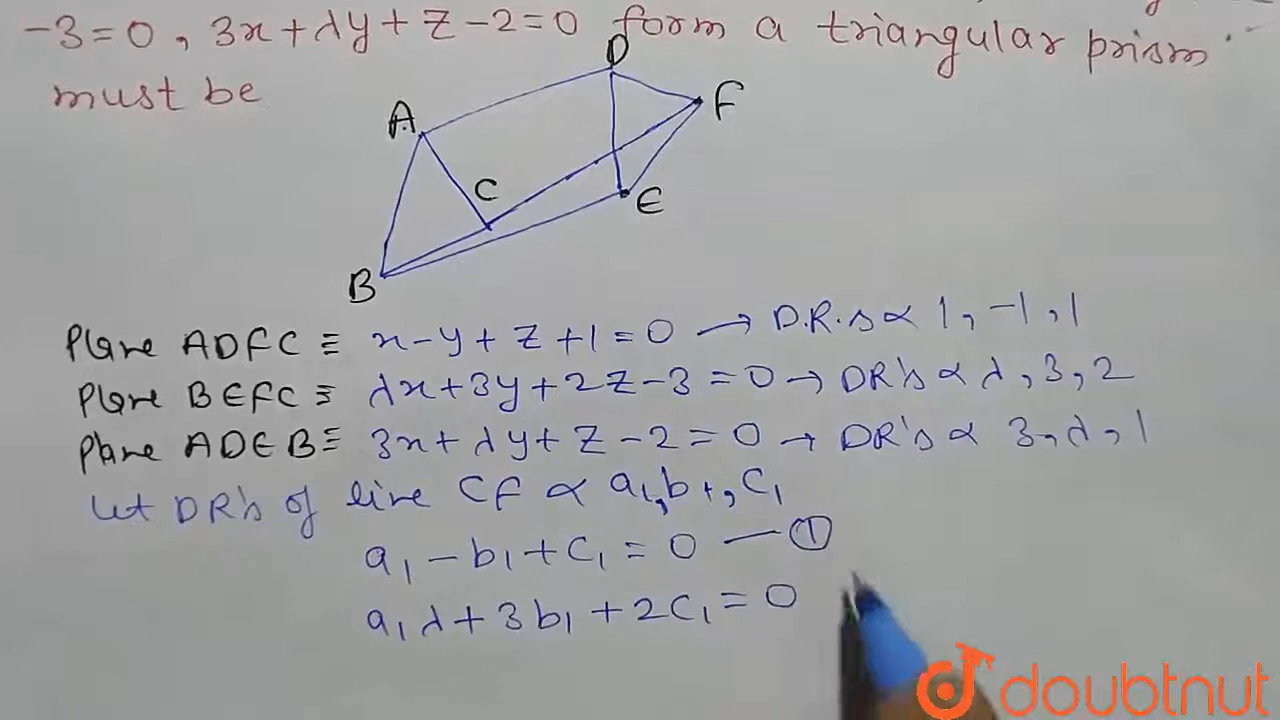 -3=0, 3x+λy+z-2=0 form a triangular prism
must be
D
A
F
C
E
B
Plane ADFC ≡ x-y+z+1=0 → D.R.s ∝ 1, -1, 1
Plane BEFC ≡ λx+3y+2z-3=0 → DR's ∝ λ, 3, 2
Plane ADEB ≡ 3x+λy+z-2=0 → DR's ∝ 3, λ, 1
Let DR's of line CF ∝ a₁, b₁, c₁
a₁-b₁+c₁=0 — ①
a₁λ+3b₁+2c₁=0
doubtnut